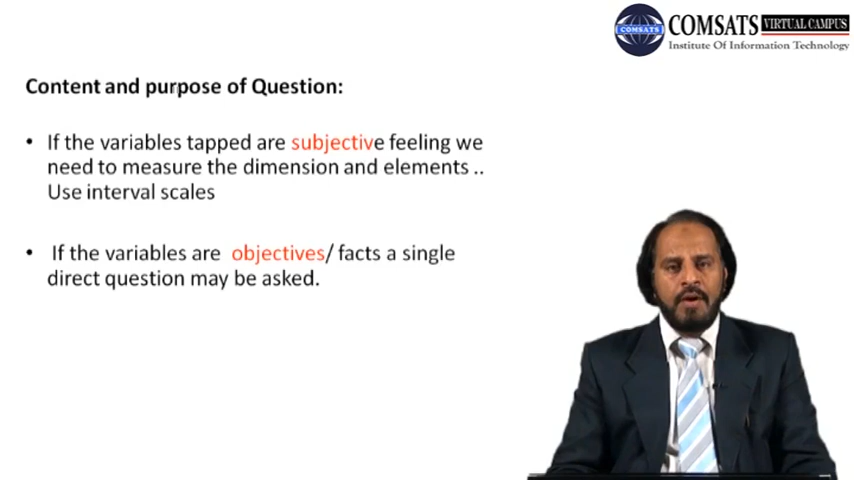 COMSATS VIRTUAL CAMPUS
COMSATS
Institute Of Information Technology
Content and purpose of Question:
• If the variables tapped are subjective feeling we
need to measure the dimension and elements ..
Use interval scales
• If the variables are objectives/ facts a single
direct question may be asked.